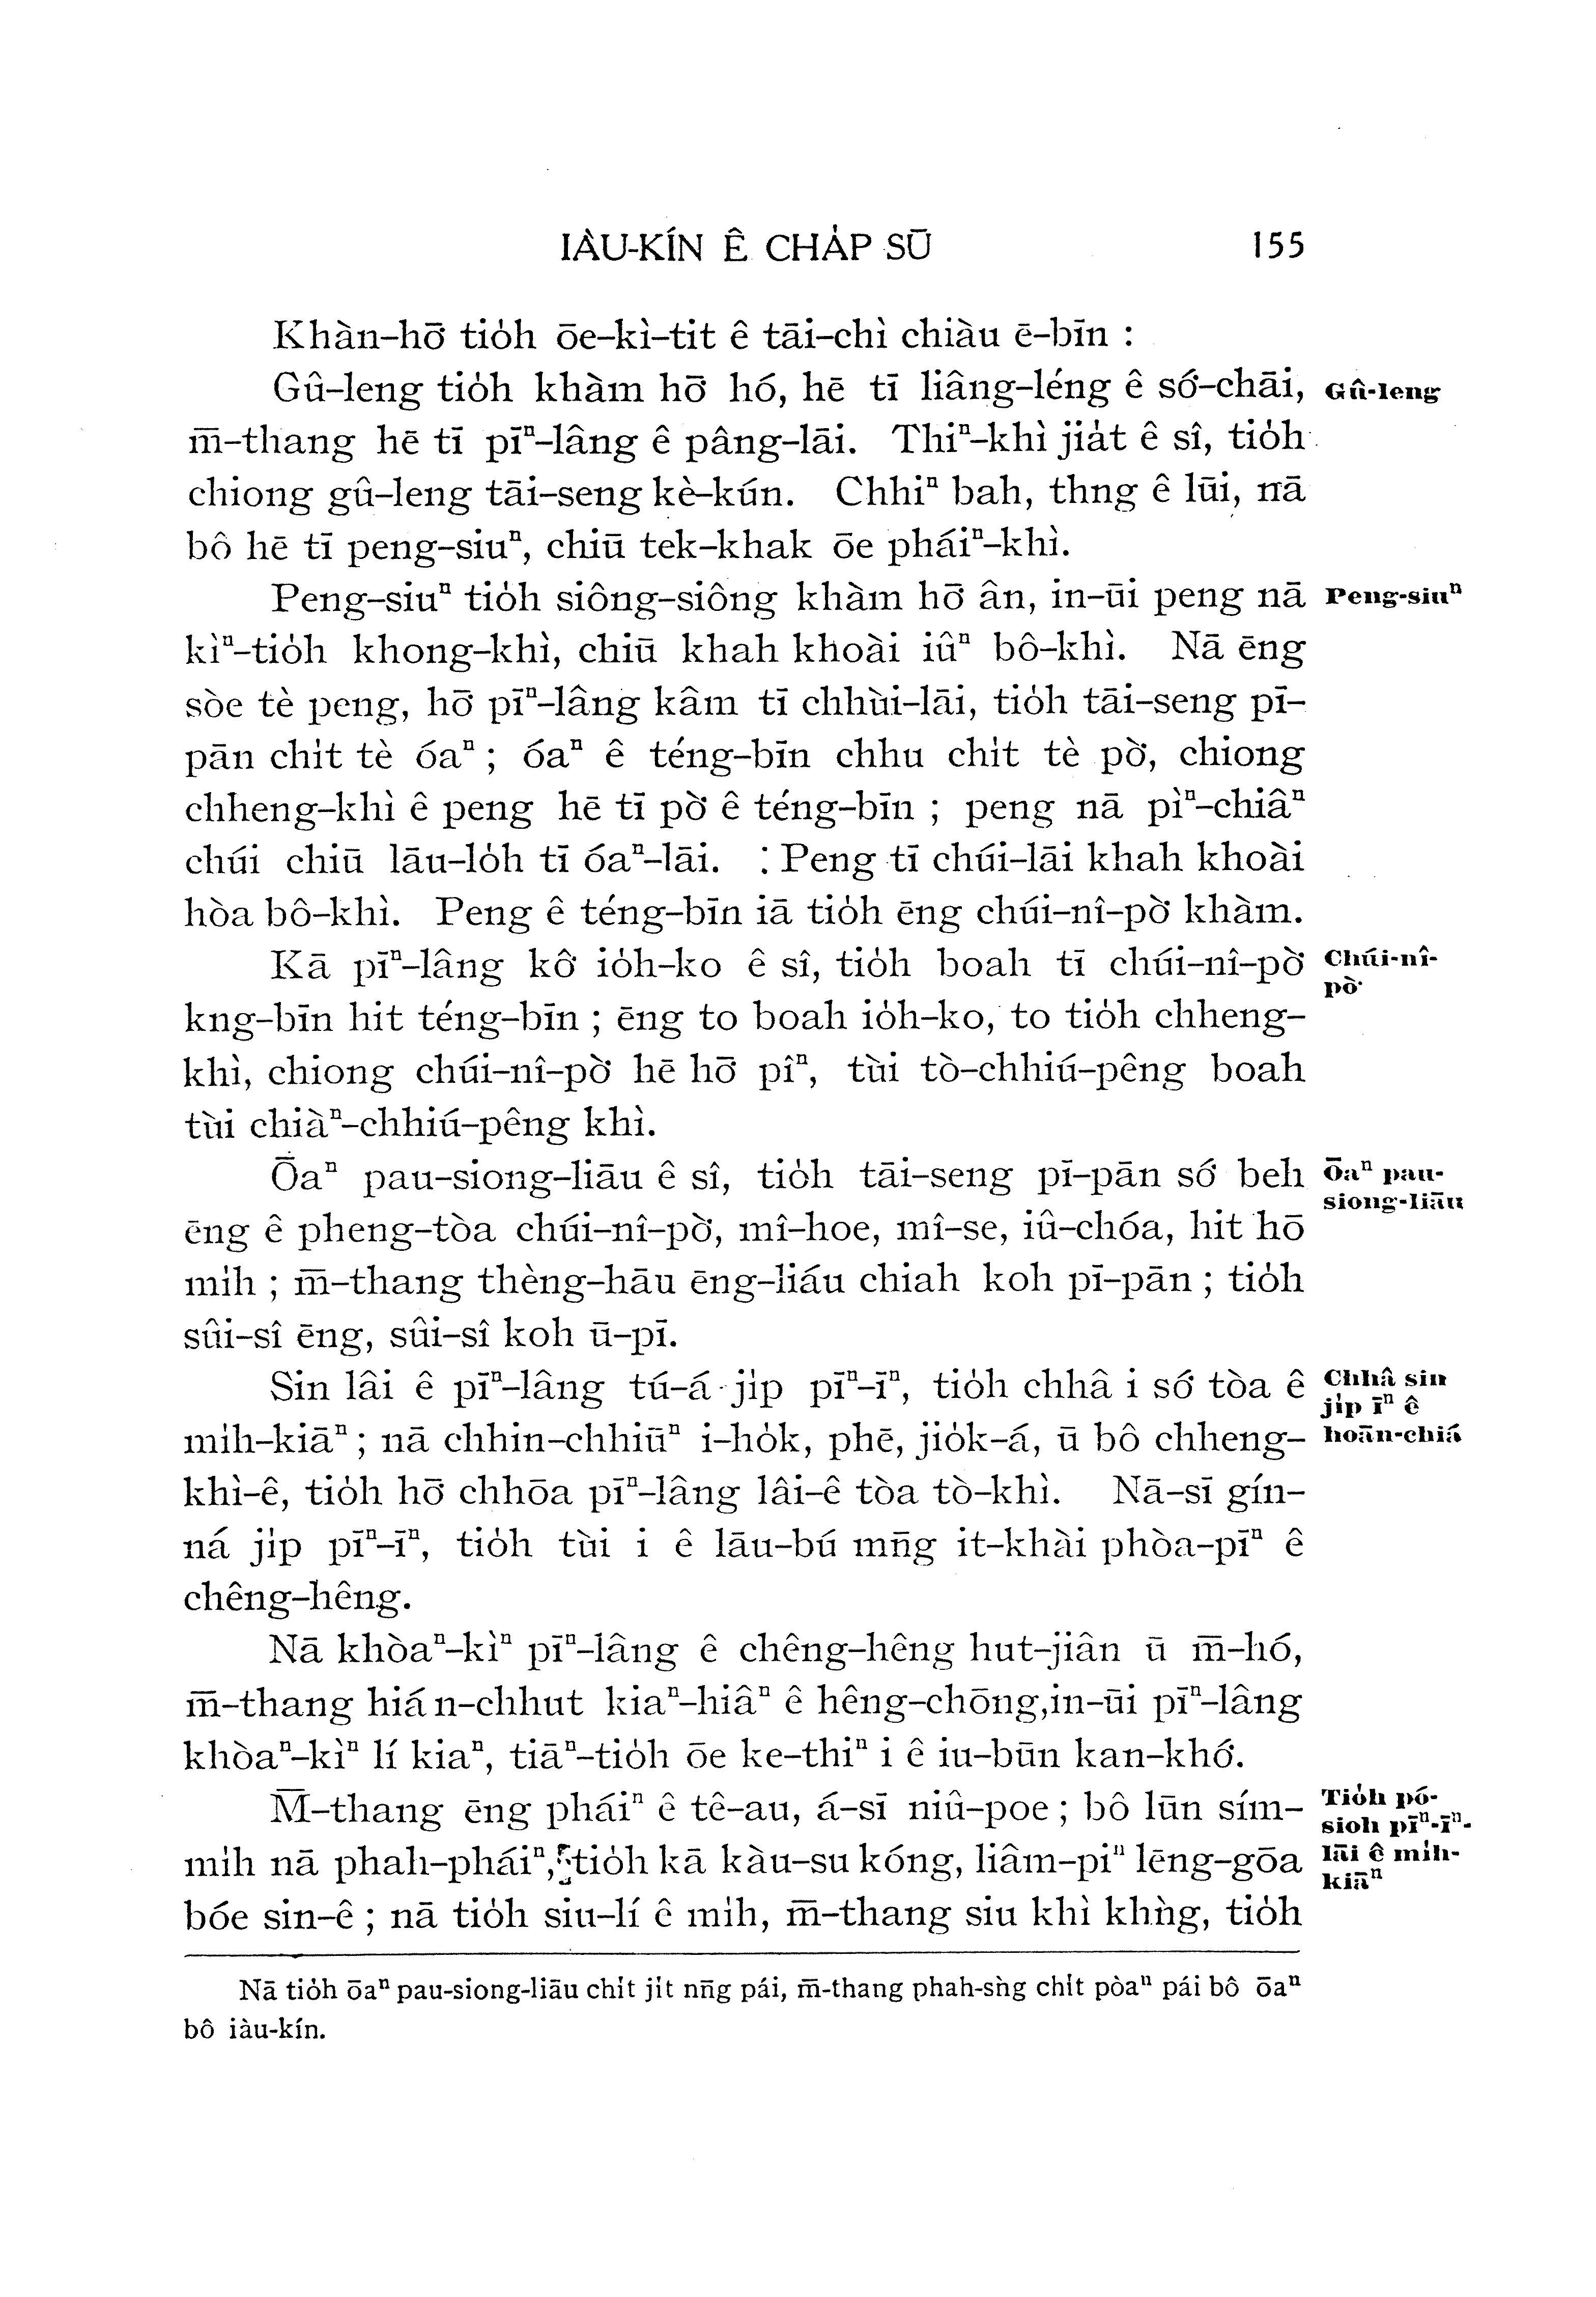 IÀU-KÍN Ê CHA̍P SŪ 155
Khàn-hō͘ tio̍h ōe-kì-tit ê tāi-chì chiàu ē-bīn :
Gû-leng tio̍h khàm hō͘ hó, hē tī liâng-léng ê só͘-chāi,
Gû-leng
m̄-thang hē tī pīⁿ-lâng ê pâng-lāi. Thiⁿ-khì jia̍t ê sî, tio̍h
chiong gû-leng tāi-seng kè-kún. Chhiⁿ bah, thng ê lūi, nā
bô hē tī peng-siuⁿ, chiū tek-khak ōe pháiⁿ-khì.
Peng-siuⁿ tio̍h siông-siông khàm hō͘ ân, in-ūi peng nā
Peng-siuⁿ
kìⁿ-tio̍h khong-khì, chiū khah khoài iûⁿ bô-khì. Nā ēng
sòe tè peng, hō͘ pīⁿ-lâng kâm tī chhùi-lāi, tio̍h tāi-seng pī-
pān chi̍t tè óaⁿ ; óaⁿ ê téng-bīn chhu chi̍t tè pò͘, chiong
chheng-khì ê peng hē tī pò͘ ê téng-bīn ; peng nā pìⁿ-chiâⁿ
chúi chiū lāu-lo̍h tī óaⁿ-lāi. Peng tī chúi-lāi khah khoài
hòa bô-khì. Peng ê téng-bīn iā tio̍h ēng chúi-nî-pò͘ khàm.
Kā pīⁿ-lâng kô͘ io̍h-ko ê sî, tio̍h boah tī chúi-nî-pò͘
Chúi-nî-
pò͘
kng-bīn hit téng-bīn ; ēng to boah io̍h-ko, to tio̍h chheng-
khì, chiong chúi-nî-pò͘ hē hō͘ pîⁿ, tùi tò-chhiú-pêng boah
tùi chiàⁿ-chhiú-pêng khì.
Ōaⁿ pau-siong-liāu ê sî, tio̍h tāi-seng pī-pān só͘ beh
Ōaⁿ pau-
siong-liāu
ēng ê pheng-tòa chúi-nî-pò͘, mî-hoe, mî-se, iû-chóa, hit hō
mi̍h ; m̄-thang thèng-hāu ēng-liáu chiah koh pī-pān ; tio̍h
sûi-sî ēng, sûi-sî koh ū-pī.
Sin lâi ê pīⁿ-lâng tú-á ji̍p pīⁿ-īⁿ, tio̍h chhâ i só͘ tòa ê
Chhâ sin
ji̍p īⁿ ê
hoān-chiá
mi̍h-kiāⁿ ; nā chhin-chhiūⁿ i-ho̍k, phē, jio̍k-á, ū bô chheng-
khì-ê, tio̍h hō͘ chhōa pīⁿ-lâng lâi-ê tòa tò-khì. Nā-sī gín-
ná ji̍p pīⁿ-īⁿ, tio̍h tùi i ê lāu-bú mn̄g it-khài phòa-pīⁿ ê
chêng-hêng.
Nā khòaⁿ-kìⁿ pīⁿ-lâng ê chêng-hêng hut-jiân ū m̄-hó,
m̄-thang hián-chhut kiaⁿ-hiâⁿ ê hêng-chōng,in-ūi pīⁿ-lâng
khòaⁿ-kìⁿ lí kiaⁿ, tiāⁿ-tio̍h ōe ke-thiⁿ i ê iu-būn kan-khó͘.
M̄-thang ēng pháiⁿ ê tê-au, á-sī niû-poe ; bô lūn sím-
Tio̍h pó-
sioh pīⁿ-īⁿ-
lāi ê mi̍h-
kiāⁿ
mi̍h nā phah-pháiⁿ, tio̍h kā kàu-su kóng, liâm-piⁿ lēng-gōa
bóe sin-ê ; nā tio̍h siu-lí ê mi̍h, m̄-thang siu khì khǹg, tio̍h
Nā tio̍h ōaⁿ pau-siong-liāu chi̍t ji̍t nn̄g pái, m̄-thang phah-sǹg chi̍t pòaⁿ pái bô ōaⁿ
bô iàu-kín.